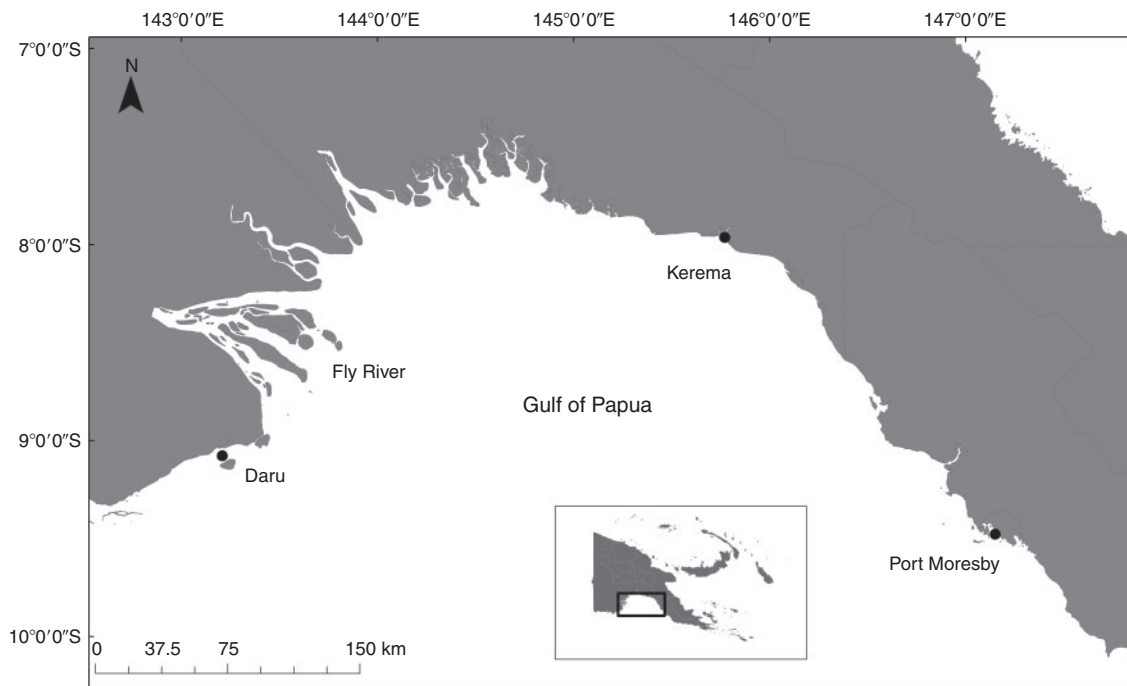 143°0′0″E 144°0′0″E 145°0′0″E 146°0′0″E 147°0′0″E
7°0′0″S
N
8°0′0″S
Kerema
Fly River
Gulf of Papua
9°0′0″S
Daru
Port Moresby
10°0′0″S
0 37.5 75 150 km